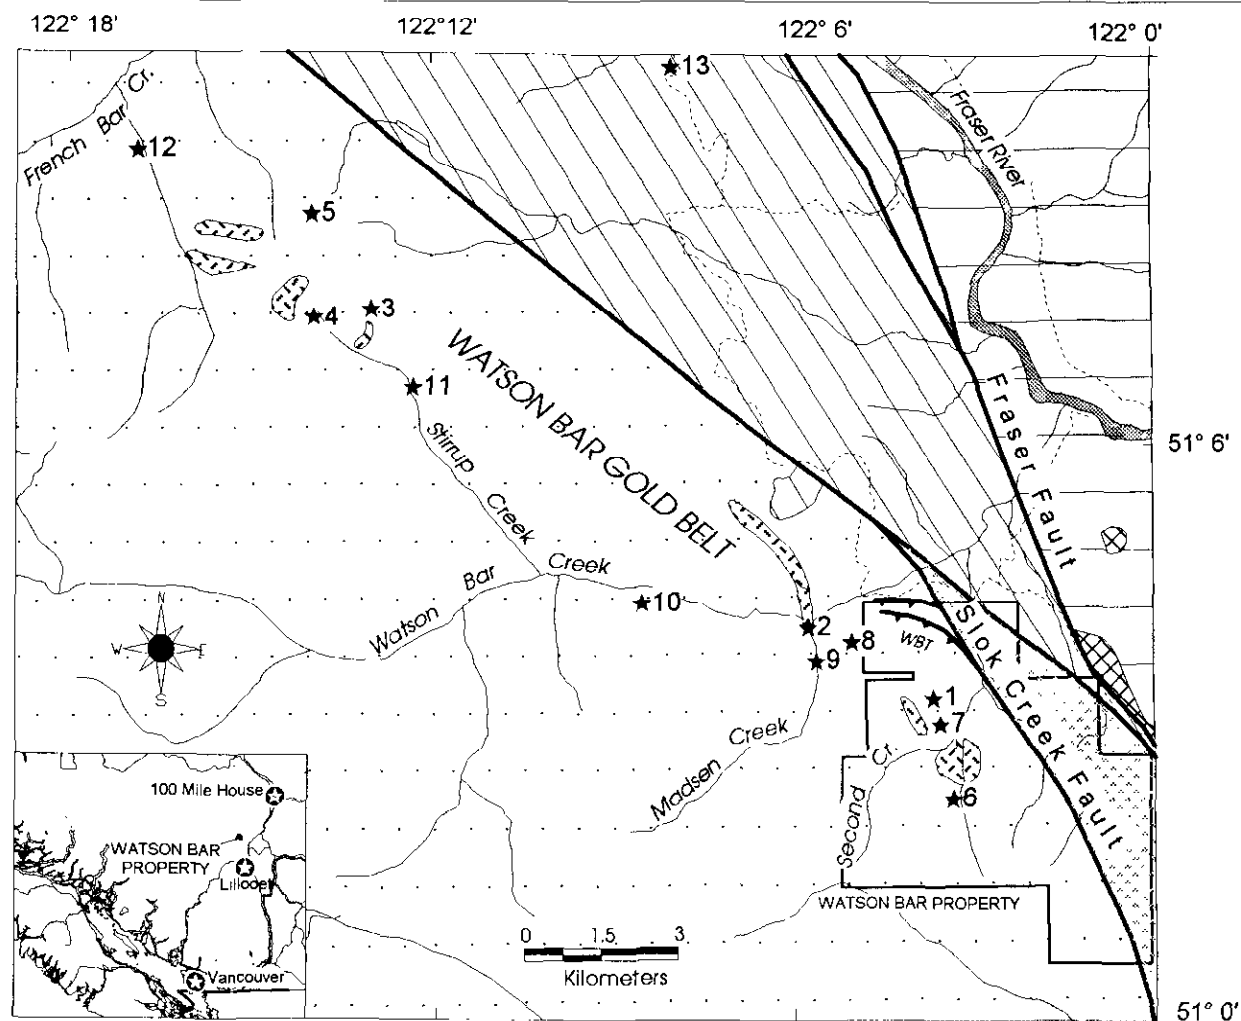 122° 18'
122°12'
122° 6'
122° 0'
13
French Bar Cr.
12
Fraser River
5
3
4
WATSON BAR GOLD BELT
11
Fraser Fault
51° 6'
Stirrup Creek
Watson Bar Creek
10
2
8
WBT
9
Slok Creek Fault
N
W
E
S
1
7
Madsen Creek
Second Cr.
6
100 Mile House
WATSON BAR
PROPERTY
Lillooet
Vancouver
WATSON BAR PROPERTY
0 1.5 3
Kilometers
51° 0'